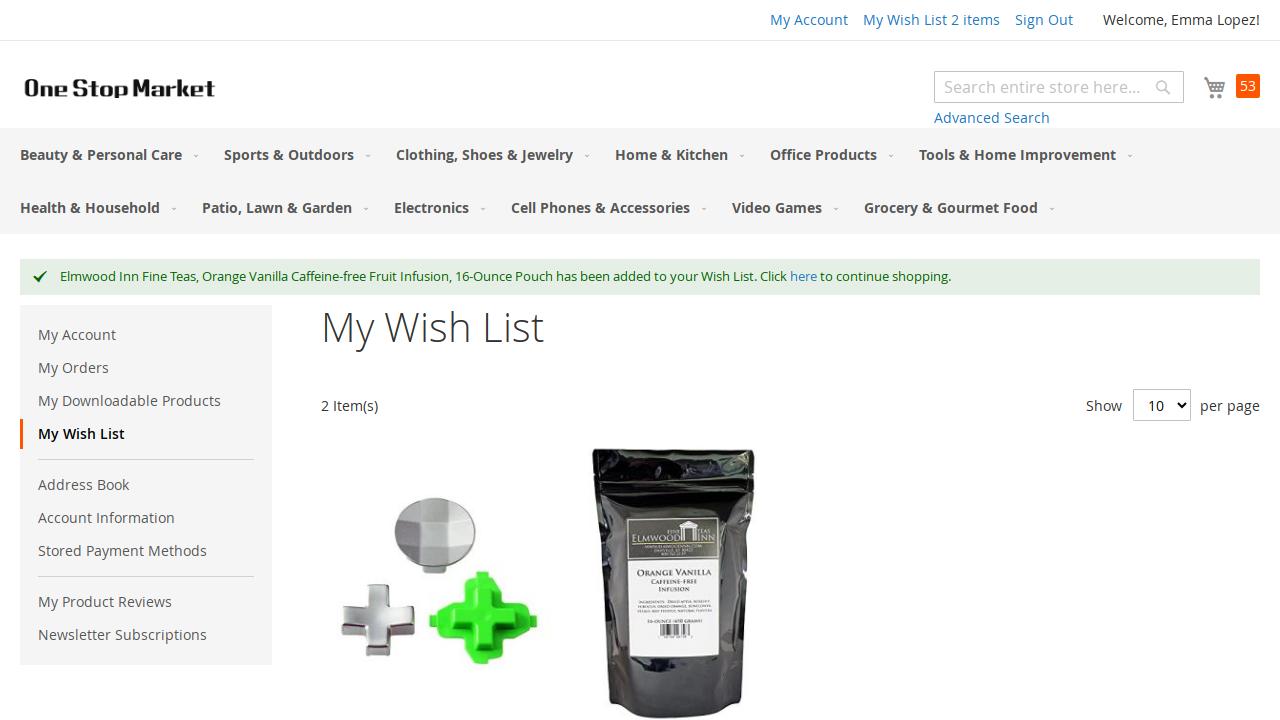 My Account My Wish List 2 items Sign Out Welcome, Emma Lopez!
One Stop Market
Search entire store here...
53
Advanced Search
Beauty & Personal Care Sports & Outdoors Clothing, Shoes & Jewelry Home & Kitchen Office Products Tools & Home Improvement
Health & Household Patio, Lawn & Garden Electronics Cell Phones & Accessories Video Games Grocery & Gourmet Food
Elmwood Inn Fine Teas, Orange Vanilla Caffeine-free Fruit Infusion, 16-Ounce Pouch has been added to your Wish List. Click here to continue shopping.
My Account
My Orders
My Downloadable Products
My Wish List
Address Book
Account Information
Stored Payment Methods
My Product Reviews
Newsletter Subscriptions
My Wish List
2 Item(s)
Show 10 per page
FINE TEAS
ELMWOOD INN
ORANGE VANILLA
CAFFEINE-FREE
INFUSION